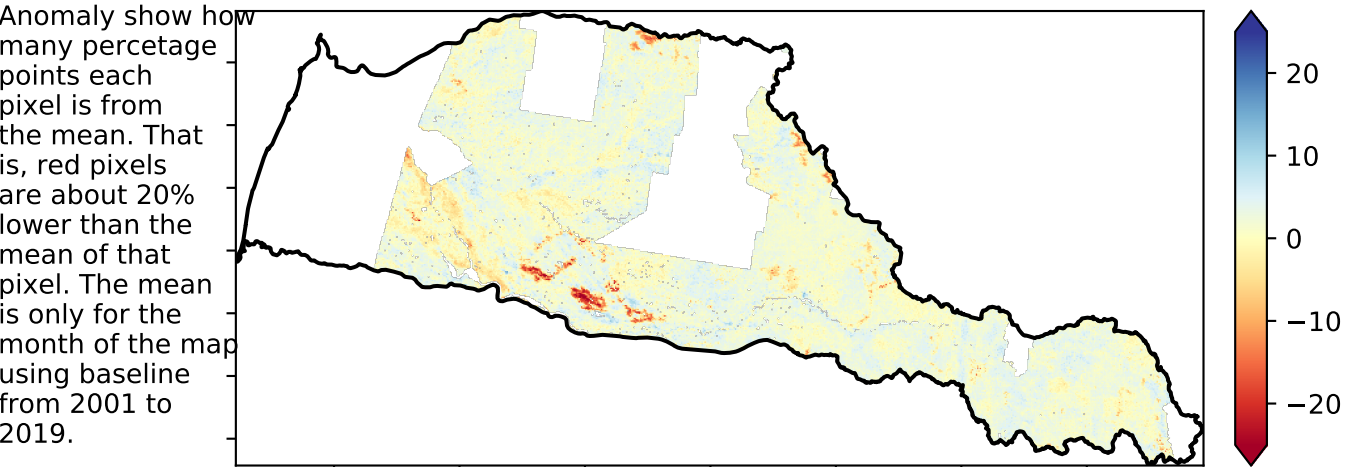 Anomaly show how
many percetage
points each
pixel is from
the mean. That
is, red pixels
are about 20%
lower than the
mean of that
pixel. The mean
is only for the
month of the map
using baseline
from 2001 to
2019.
20
10
0
−10
−20